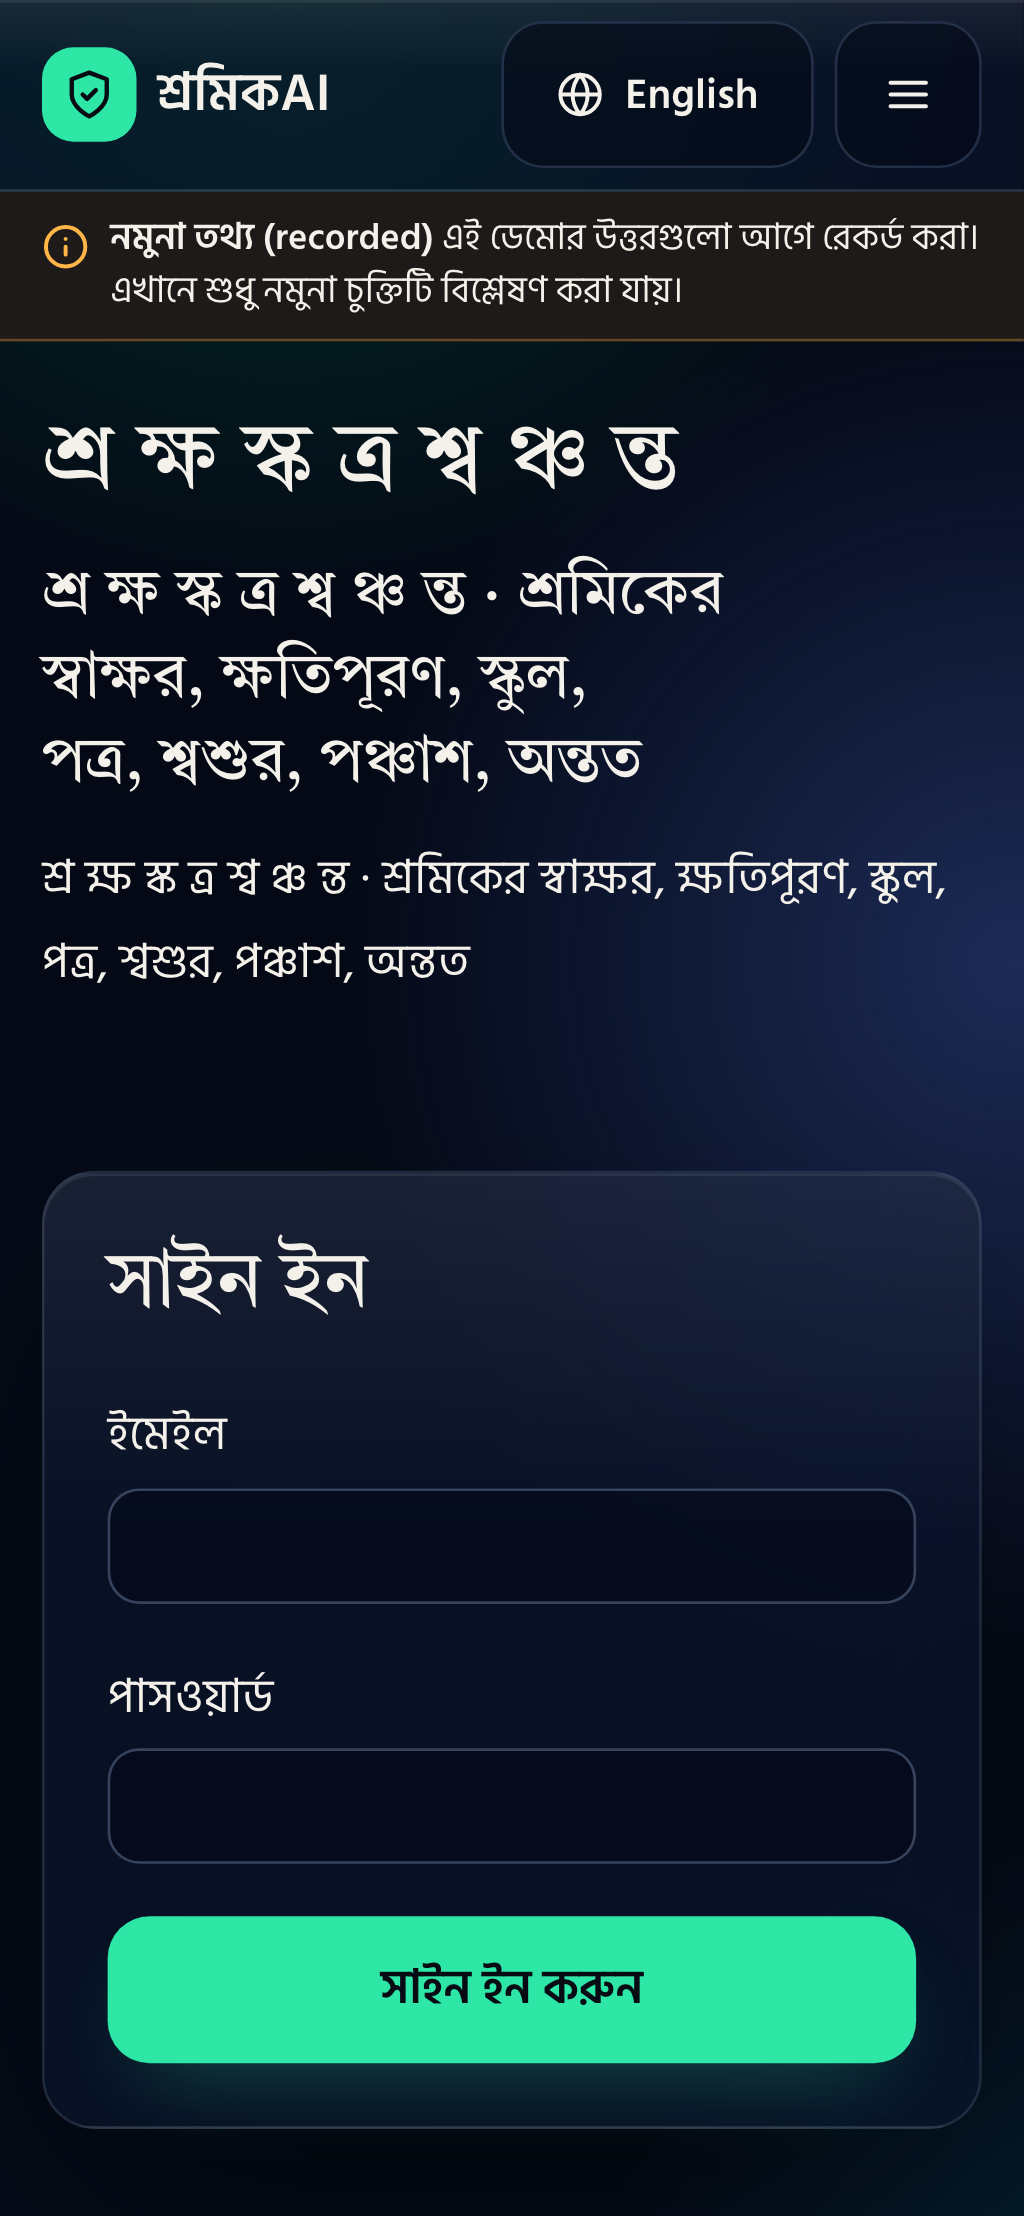 শ্রমিকAI
English
নমুনা তথ্য (recorded) এই ডেমোর উত্তরগুলো আগে রেকর্ড করা।
এখানে শুধু নমুনা চুক্তিটি বিশ্লেষণ করা যায়।
শ্র ক্ষ স্ক ত্র শ্ব ঞ্চ ন্ত
শ্র ক্ষ স্ক ত্র শ্ব ঞ্চ ন্ত · শ্রমিকের
স্বাক্ষর, ক্ষতিপূরণ, স্কুল,
পত্র, শ্বশুর, পঞ্চাশ, অন্তত
শ্র ক্ষ স্ক ত্র শ্ব ঞ্চ ন্ত · শ্রমিকের স্বাক্ষর, ক্ষতিপূরণ, স্কুল,
পত্র, শ্বশুর, পঞ্চাশ, অন্তত
সাইন ইন
ইমেইল
পাসওয়ার্ড
সাইন ইন করুন